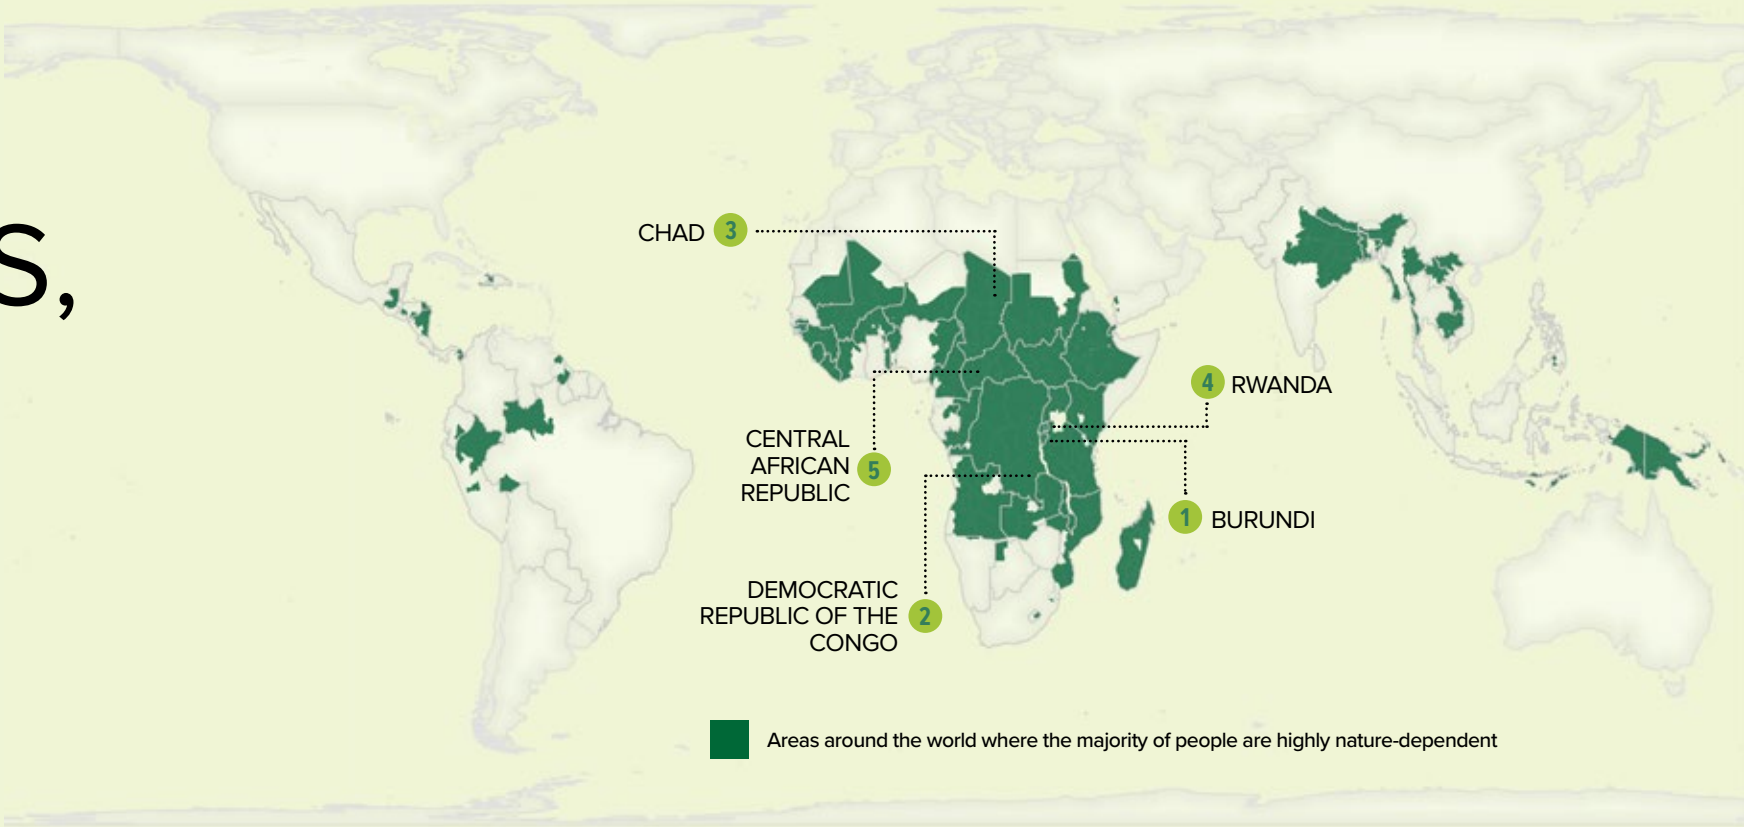 S,
CHAD 3
4 RWANDA
CENTRAL
AFRICAN
REPUBLIC
5
1 BURUNDI
DEMOCRATIC
REPUBLIC OF THE
CONGO
2
Areas around the world where the majority of people are highly nature-dependent